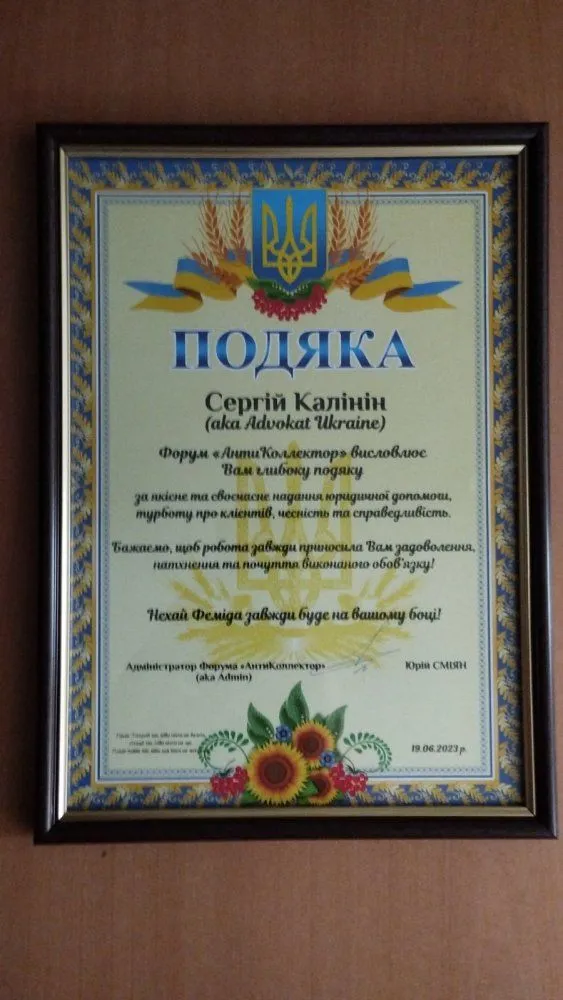 ПОДЯКА
Сергій Калінін
(aka Advokat Ukraine)
Форум «АнтиКоллектор» висловлює
Вам глибоку подяку
за якісне та своєчасне надання юридичної допомоги,
турботу про клієнтів, чесність та справедливість.
Бажаємо, щоб робота завжди приносила Вам задоволення,
натхнення та почуття виконаного обов'язку!
Нехай Феміда завжди буде на вашому боці!
Адміністратор Форума «АнтиКоллектор» Юрій СМІЯН
(aka Admin)
19.06.2023 р.